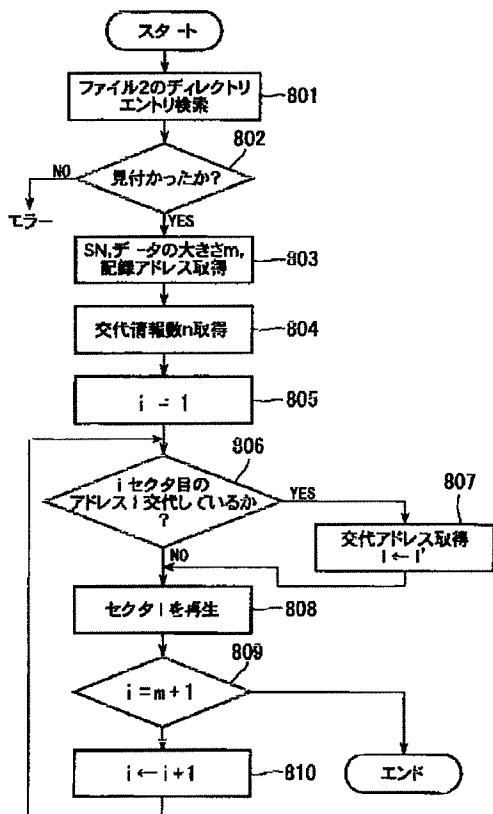 スタート
ファイル2のディレクトリ
エントリ検索
801
802
見付かったか?
NO
エラー
YES
SN,データの大きさm,
記録アドレス取得
803
交代情報数n取得
804
i = 1
805
806
iセクタ目の
アドレスl交代しているか
?
YES
807
交代アドレス取得
l←l'
NO
セクタlを再生
808
809
i=m+1
i←i+1
810
エンド